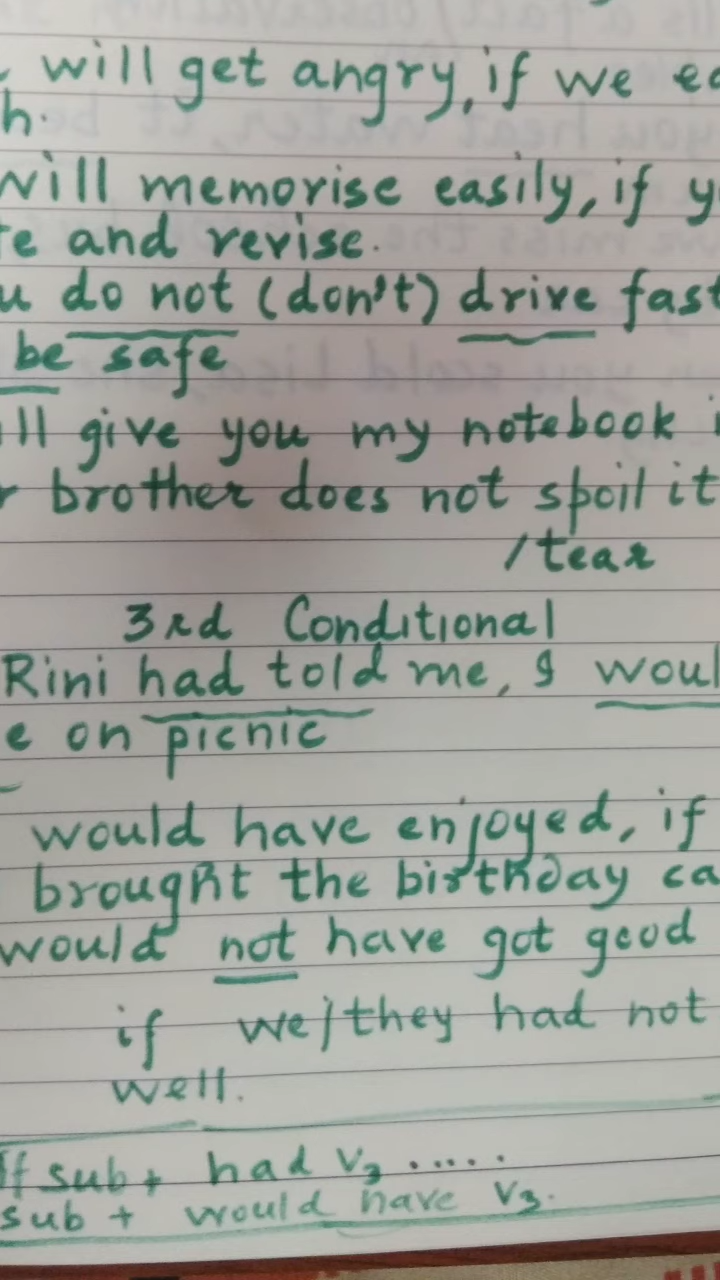 will get angry, if we ea
h.
will memorise easily, if y
te and revise.
u do not (don't) drive fast
be safe
ll give you my notebook i
r brother does not spoil it
/tear
3rd Conditional
Rini had told me, I woul
e on picnic
would have enjoyed, if
brought the birthday ca
would not have got good
if we/they had not
well.
If sub + had V3 .....
sub + would have V3.